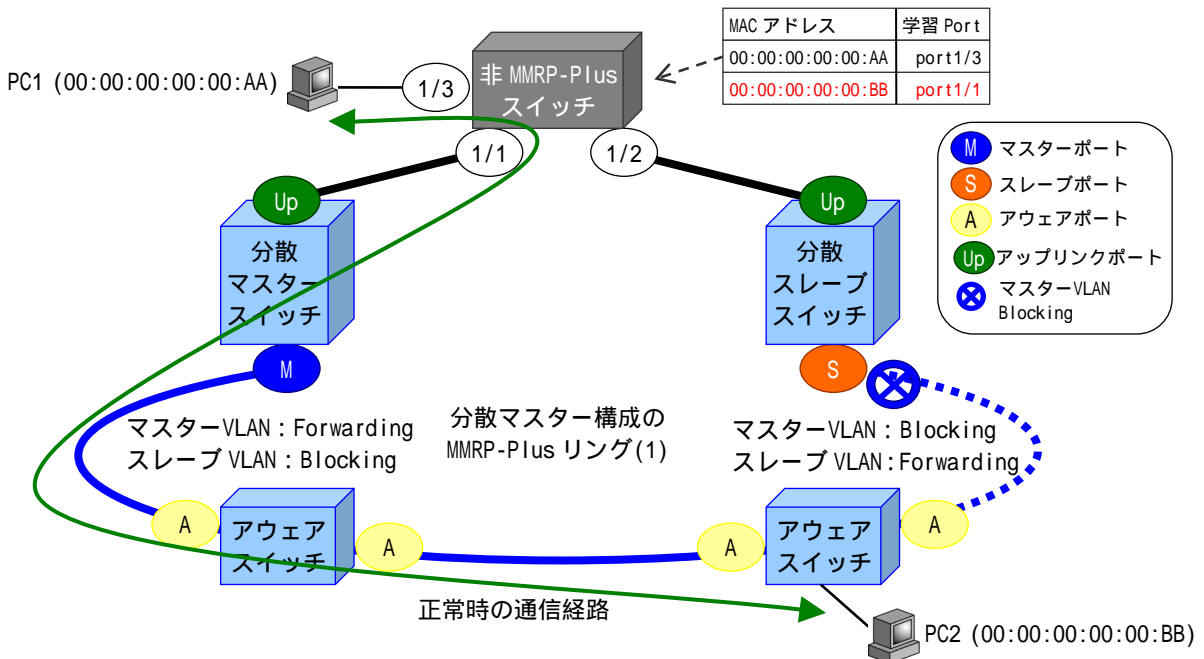 MAC アドレス 学習 Port
00:00:00:00:00:AA port1/3
00:00:00:00:00:BB port1/1
PC1 (00:00:00:00:00:AA)
1/3
非 MMRP-Plus
スイッチ
1/1
1/2
M マスターポート
S スレーブポート
A アウェアポート
Up アップリンクポート
マスターVLAN
Blocking
Up
Up
分散
マスター
スイッチ
分散
スレーブ
スイッチ
M
S
マスターVLAN : Forwarding
スレーブ VLAN : Blocking
分散マスター構成の
MMRP-Plus リング(1)
マスターVLAN : Blocking
スレーブ VLAN : Forwarding
A
アウェア
スイッチ
A
A
アウェア
スイッチ
A
正常時の通信経路
PC2 (00:00:00:00:00:BB)